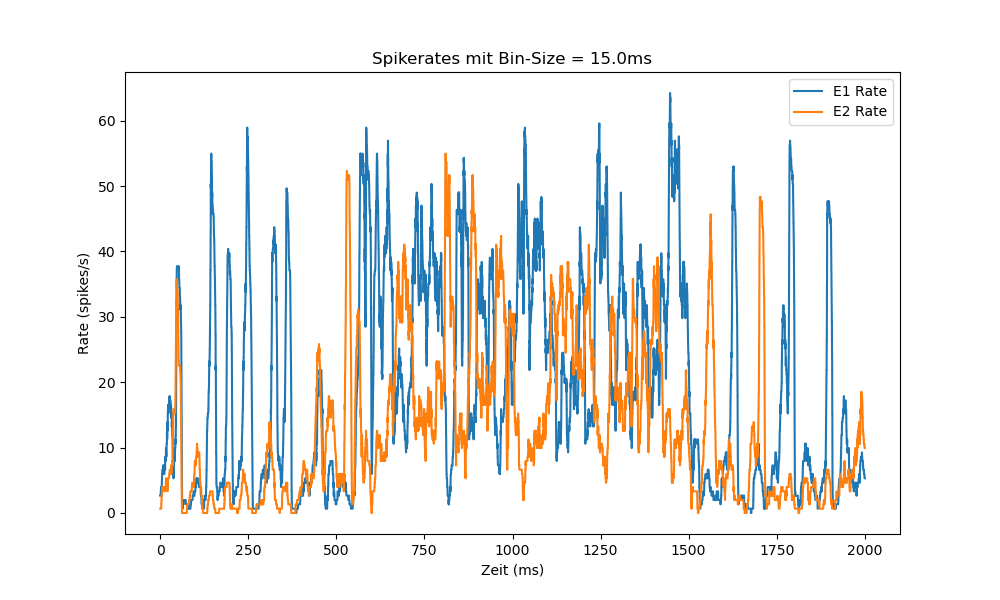 Spikerates mit Bin-Size = 15.0ms
E1 Rate
E2 Rate
Rate (spikes/s)
60
50
40
30
20
10
0
0 250 500 750 1000 1250 1500 1750 2000
Zeit (ms)